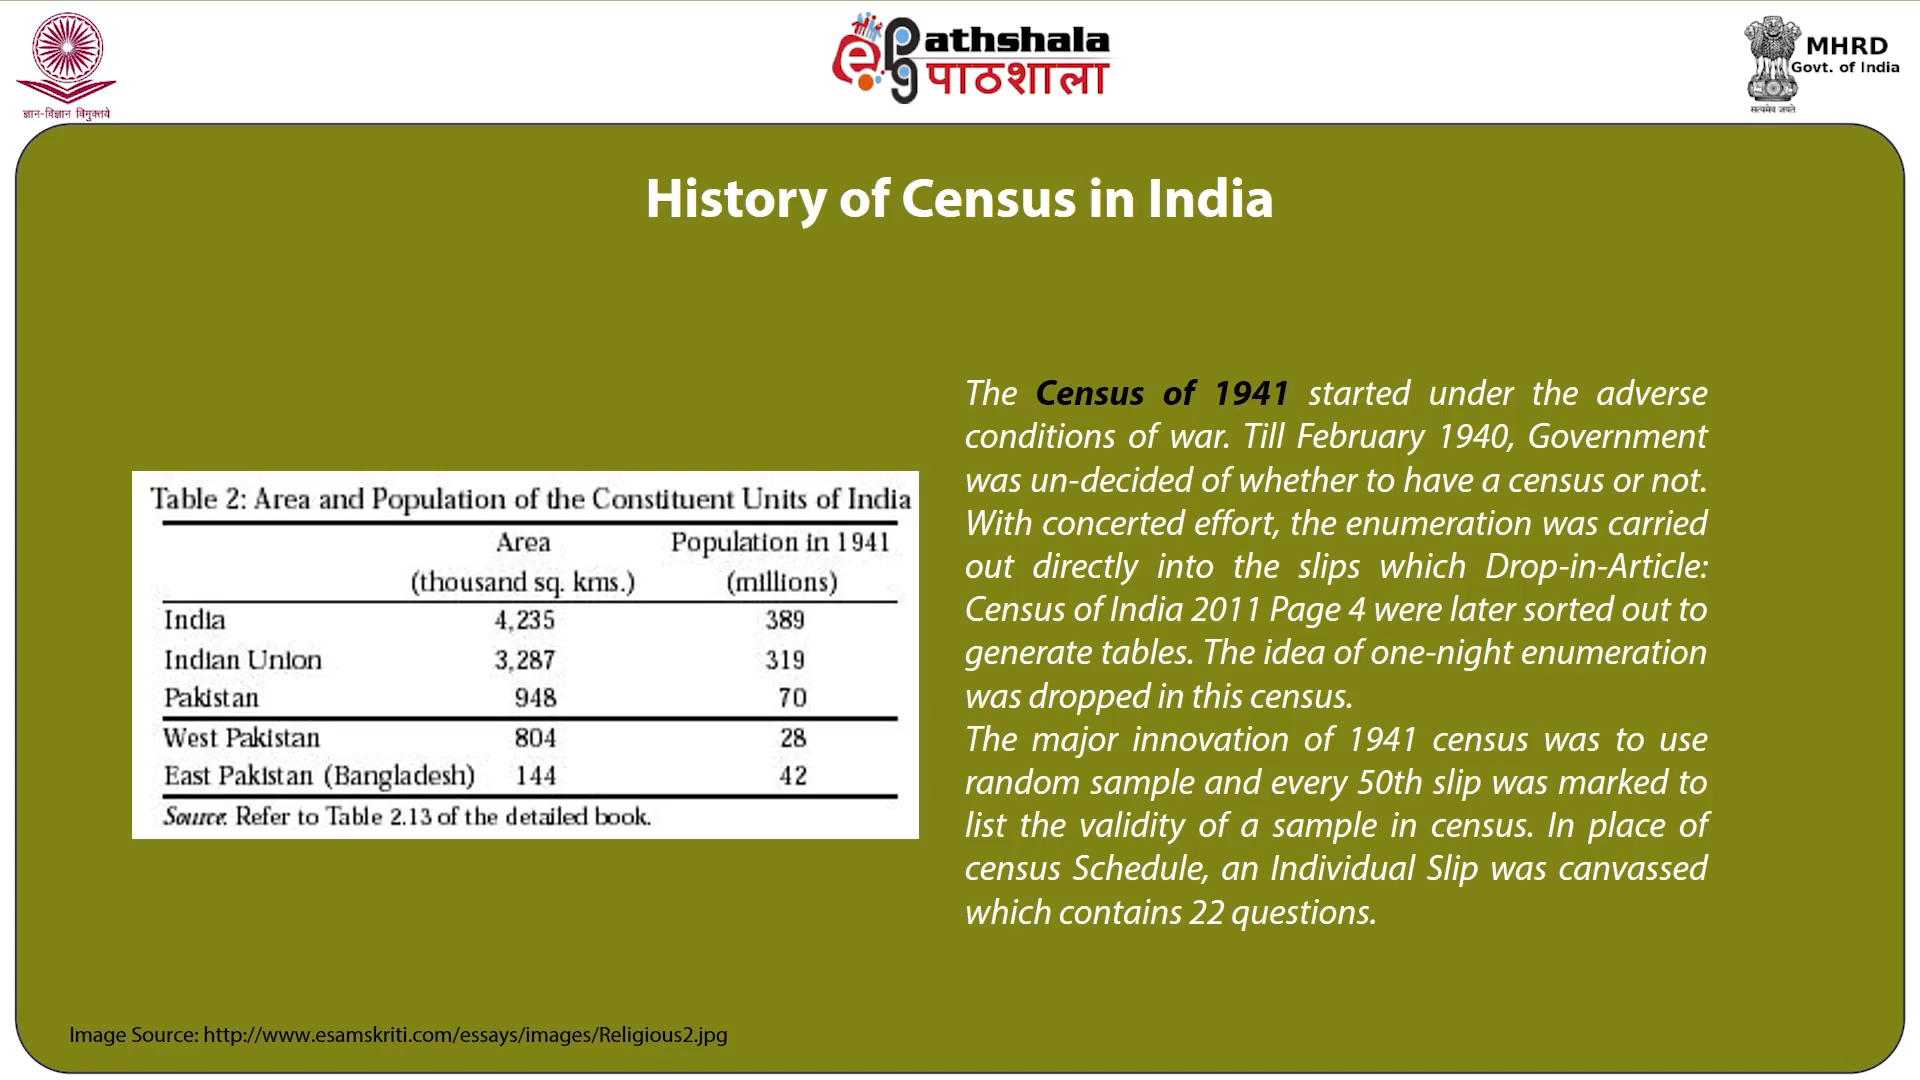 ज्ञान-विज्ञान विमुक्तये
ePathshala
पाठशाला
MHRD
Govt. of India
सत्यमेव जयते
History of Census in India
Table 2: Area and Population of the Constituent Units of India
Area Population in 1941
(thousand sq. kms.) (millions)
India 4,235 389
Indian Union 3,287 319
Pakistan 948 70
West Pakistan 804 28
East Pakistan (Bangladesh) 144 42
Source: Refer to Table 2.13 of the detailed book.
The Census of 1941 started under the adverse
conditions of war. Till February 1940, Government
was un-decided of whether to have a census or not.
With concerted effort, the enumeration was carried
out directly into the slips which Drop-in-Article:
Census of India 2011 Page 4 were later sorted out to
generate tables. The idea of one-night enumeration
was dropped in this census.
The major innovation of 1941 census was to use
random sample and every 50th slip was marked to
list the validity of a sample in census. In place of
census Schedule, an Individual Slip was canvassed
which contains 22 questions.
Image Source: http://www.esamskriti.com/essays/images/Religious2.jpg